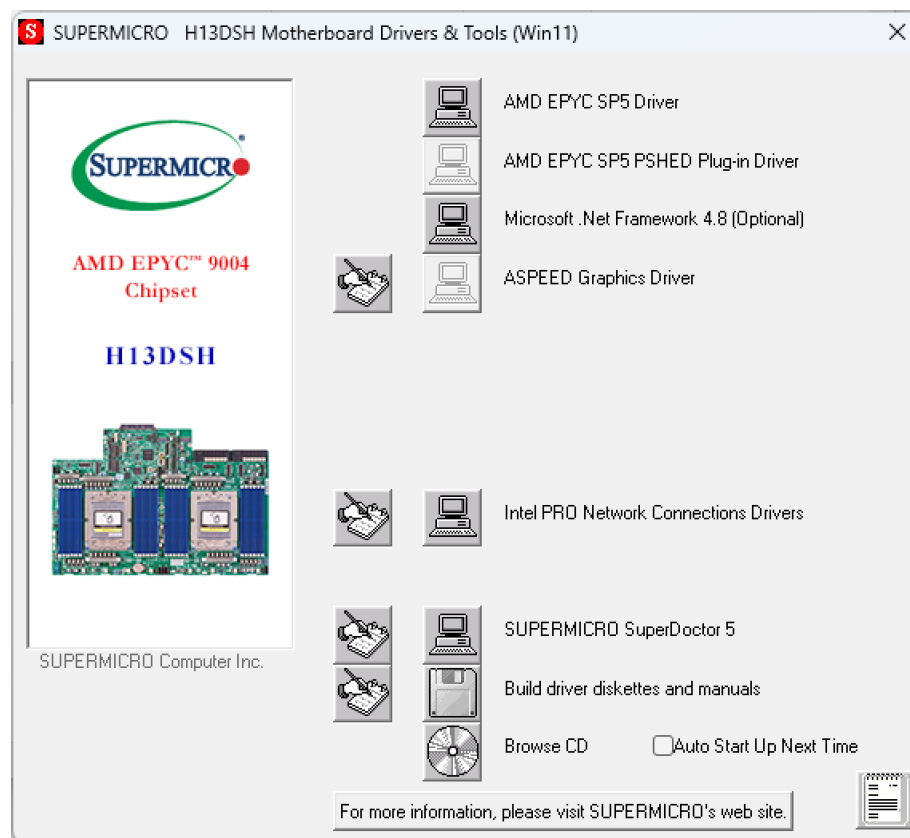 S SUPERMICRO H13DSH Motherboard Drivers & Tools (Win11)
SUPERMICR
AMD EPYC™ 9004
Chipset
H13DSH
SUPERMICRO Computer Inc.
AMD EPYC SP5 Driver
AMD EPYC SP5 PSHED Plug-in Driver
Microsoft .Net Framework 4.8 (Optional)
ASPEED Graphics Driver
Intel PRO Network Connections Drivers
SUPERMICRO SuperDoctor 5
Build driver diskettes and manuals
Browse CD
Auto Start Up Next Time
For more information, please visit SUPERMICRO's web site.